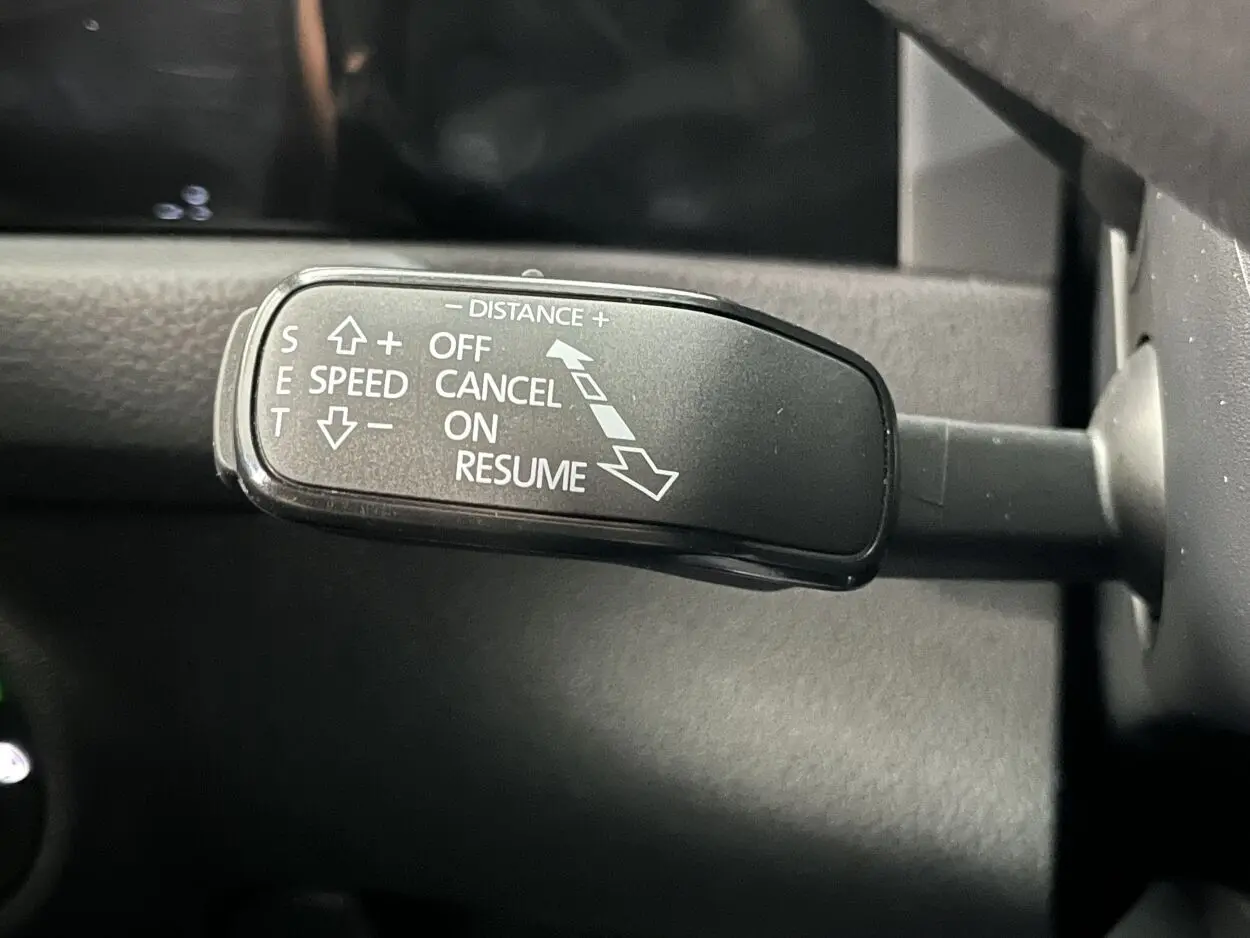 − DISTANCE +
S
E
T
+
SPEED
−
OFF
CANCEL
ON
RESUME